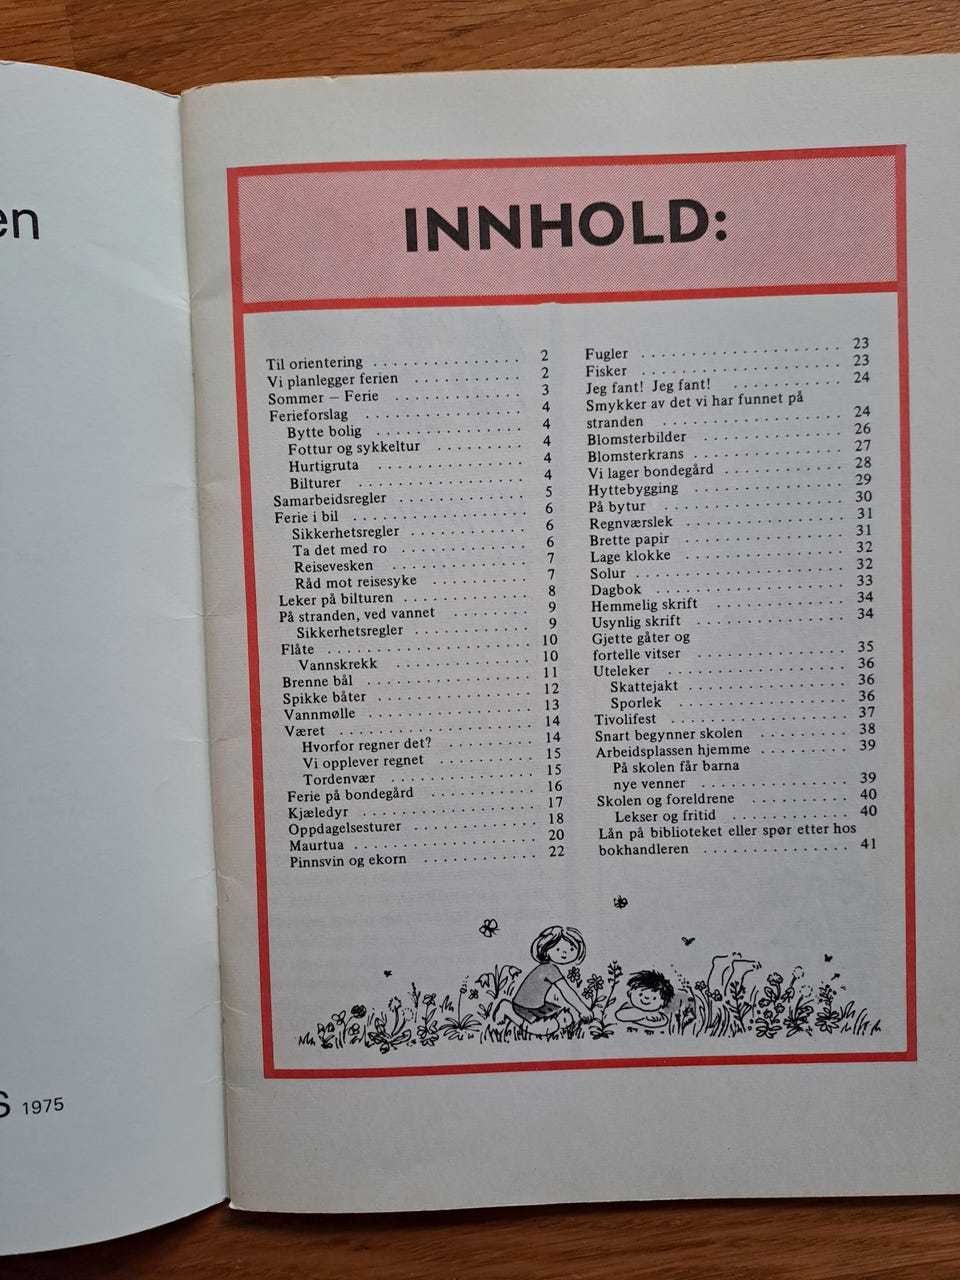 en
1975
INNHOLD:
Til orientering . . . . . . . . . . . . . . . 2
Vi planlegger ferien . . . . . . . . . . . 2
Sommer – Ferie . . . . . . . . . . . . . 3
Ferieforslag . . . . . . . . . . . . . . . . 4
Bytte bolig . . . . . . . . . . . . . . 4
Fottur og sykkeltur . . . . . . . . . 4
Hurtigruta . . . . . . . . . . . . . . 4
Bilturer . . . . . . . . . . . . . . . . 4
Samarbeidsregler . . . . . . . . . . . . 5
Ferie i bil . . . . . . . . . . . . . . . . . 6
Sikkerhetsregler . . . . . . . . . . . 6
Ta det med ro . . . . . . . . . . . . 6
Reisevesken . . . . . . . . . . . . . 7
Råd mot reisesyke . . . . . . . . . 7
Leker på bilturen . . . . . . . . . . . . 8
På stranden, ved vannet . . . . . . . . 9
Sikkerhetsregler . . . . . . . . . . . 9
Flåte . . . . . . . . . . . . . . . . . . . . 10
Vannskrekk . . . . . . . . . . . . . 10
Brenne bål . . . . . . . . . . . . . . . . 11
Spikke båter . . . . . . . . . . . . . . . 12
Vannmølle . . . . . . . . . . . . . . . . 13
Været . . . . . . . . . . . . . . . . . . . 14
Hvorfor regner det? . . . . . . . . 14
Vi opplever regnet . . . . . . . . . 15
Tordenvær . . . . . . . . . . . . . . 15
Ferie på bondegård . . . . . . . . . . . 16
Kjæledyr . . . . . . . . . . . . . . . . . 17
Oppdagelsesturer . . . . . . . . . . . . 18
Maurtua . . . . . . . . . . . . . . . . . . 20
Pinnsvin og ekorn . . . . . . . . . . . 22
Fugler . . . . . . . . . . . . . . . . . . . 23
Fisker . . . . . . . . . . . . . . . . . . . 23
Jeg fant! Jeg fant! . . . . . . . . . . . 24
Smykker av det vi har funnet på
stranden . . . . . . . . . . . . . . . . . 24
Blomsterbilder . . . . . . . . . . . . . 26
Blomsterkrans . . . . . . . . . . . . . . 27
Vi lager bondegård . . . . . . . . . . . 28
Hyttebygging . . . . . . . . . . . . . . 29
På bytur . . . . . . . . . . . . . . . . . 30
Regnværslek . . . . . . . . . . . . . . . 31
Brette papir . . . . . . . . . . . . . . . 31
Lage klokke . . . . . . . . . . . . . . . 32
Solur . . . . . . . . . . . . . . . . . . . . 32
Dagbok . . . . . . . . . . . . . . . . . . 33
Hemmelig skrift . . . . . . . . . . . . . 34
Usynlig skrift . . . . . . . . . . . . . . 34
Gjette gåter og
fortelle vitser . . . . . . . . . . . . . . 35
Uteleker . . . . . . . . . . . . . . . . . 36
Skattejakt . . . . . . . . . . . . . . . 36
Sporlek . . . . . . . . . . . . . . . . . 36
Tivolifest . . . . . . . . . . . . . . . . . 37
Snart begynner skolen . . . . . . . . . 38
Arbeidsplassen hjemme . . . . . . . . 39
På skolen får barna
nye venner . . . . . . . . . . . . . . . 39
Skolen og foreldrene . . . . . . . . . . 40
Lekser og fritid . . . . . . . . . . . . 40
Lån på biblioteket eller spør etter hos
bokhandleren . . . . . . . . . . . . . . 41